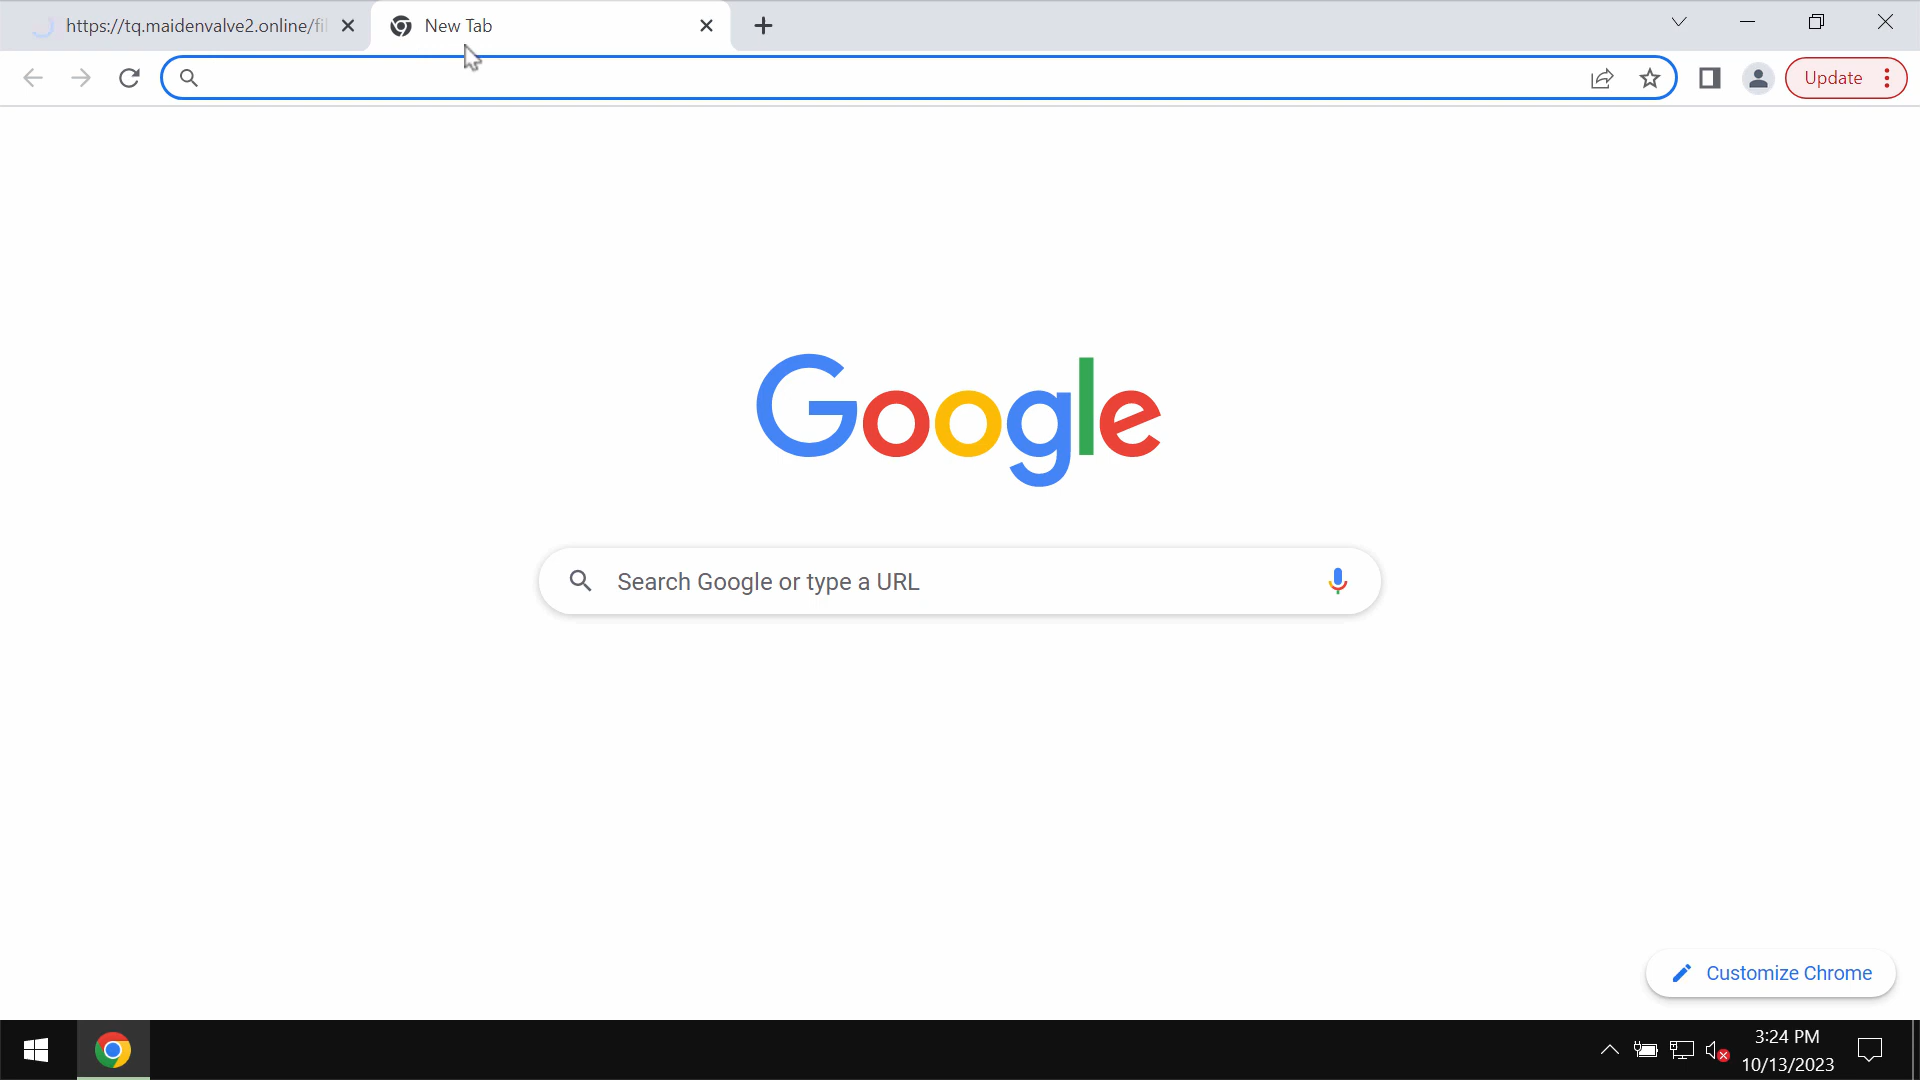 https://tq.maidenvalve2.online/fil
New Tab
Update
Google
Search Google or type a URL
Customize Chrome
3:24 PM
10/13/2023